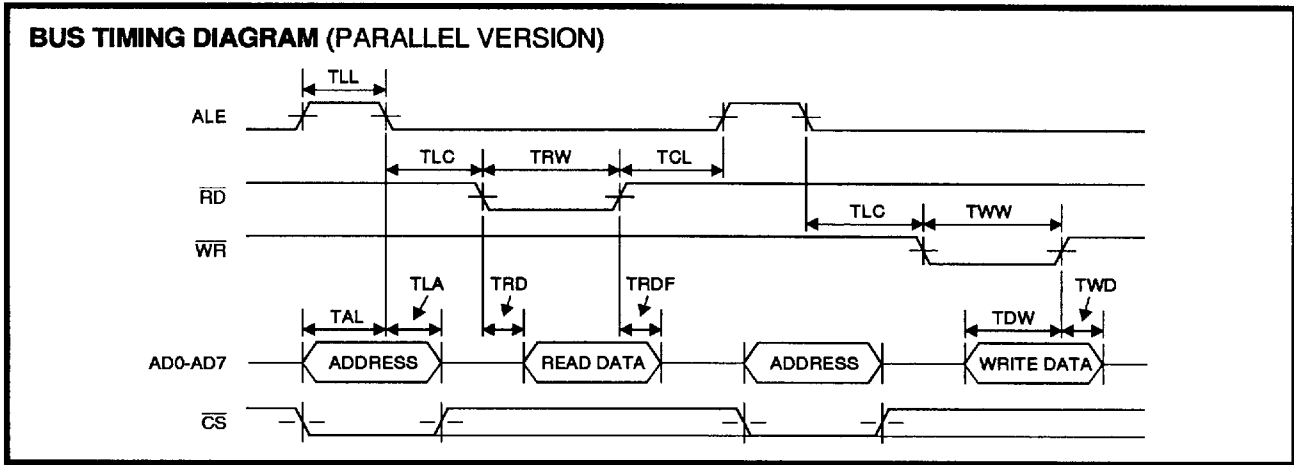 BUS TIMING DIAGRAM (PARALLEL VERSION)
TLL
ALE
TLC TRW TCL
RD
TLC TWW
WR
TLA TRD TRDF TWD
TAL TDW
AD0-AD7 ADDRESS READ DATA ADDRESS WRITE DATA
CS